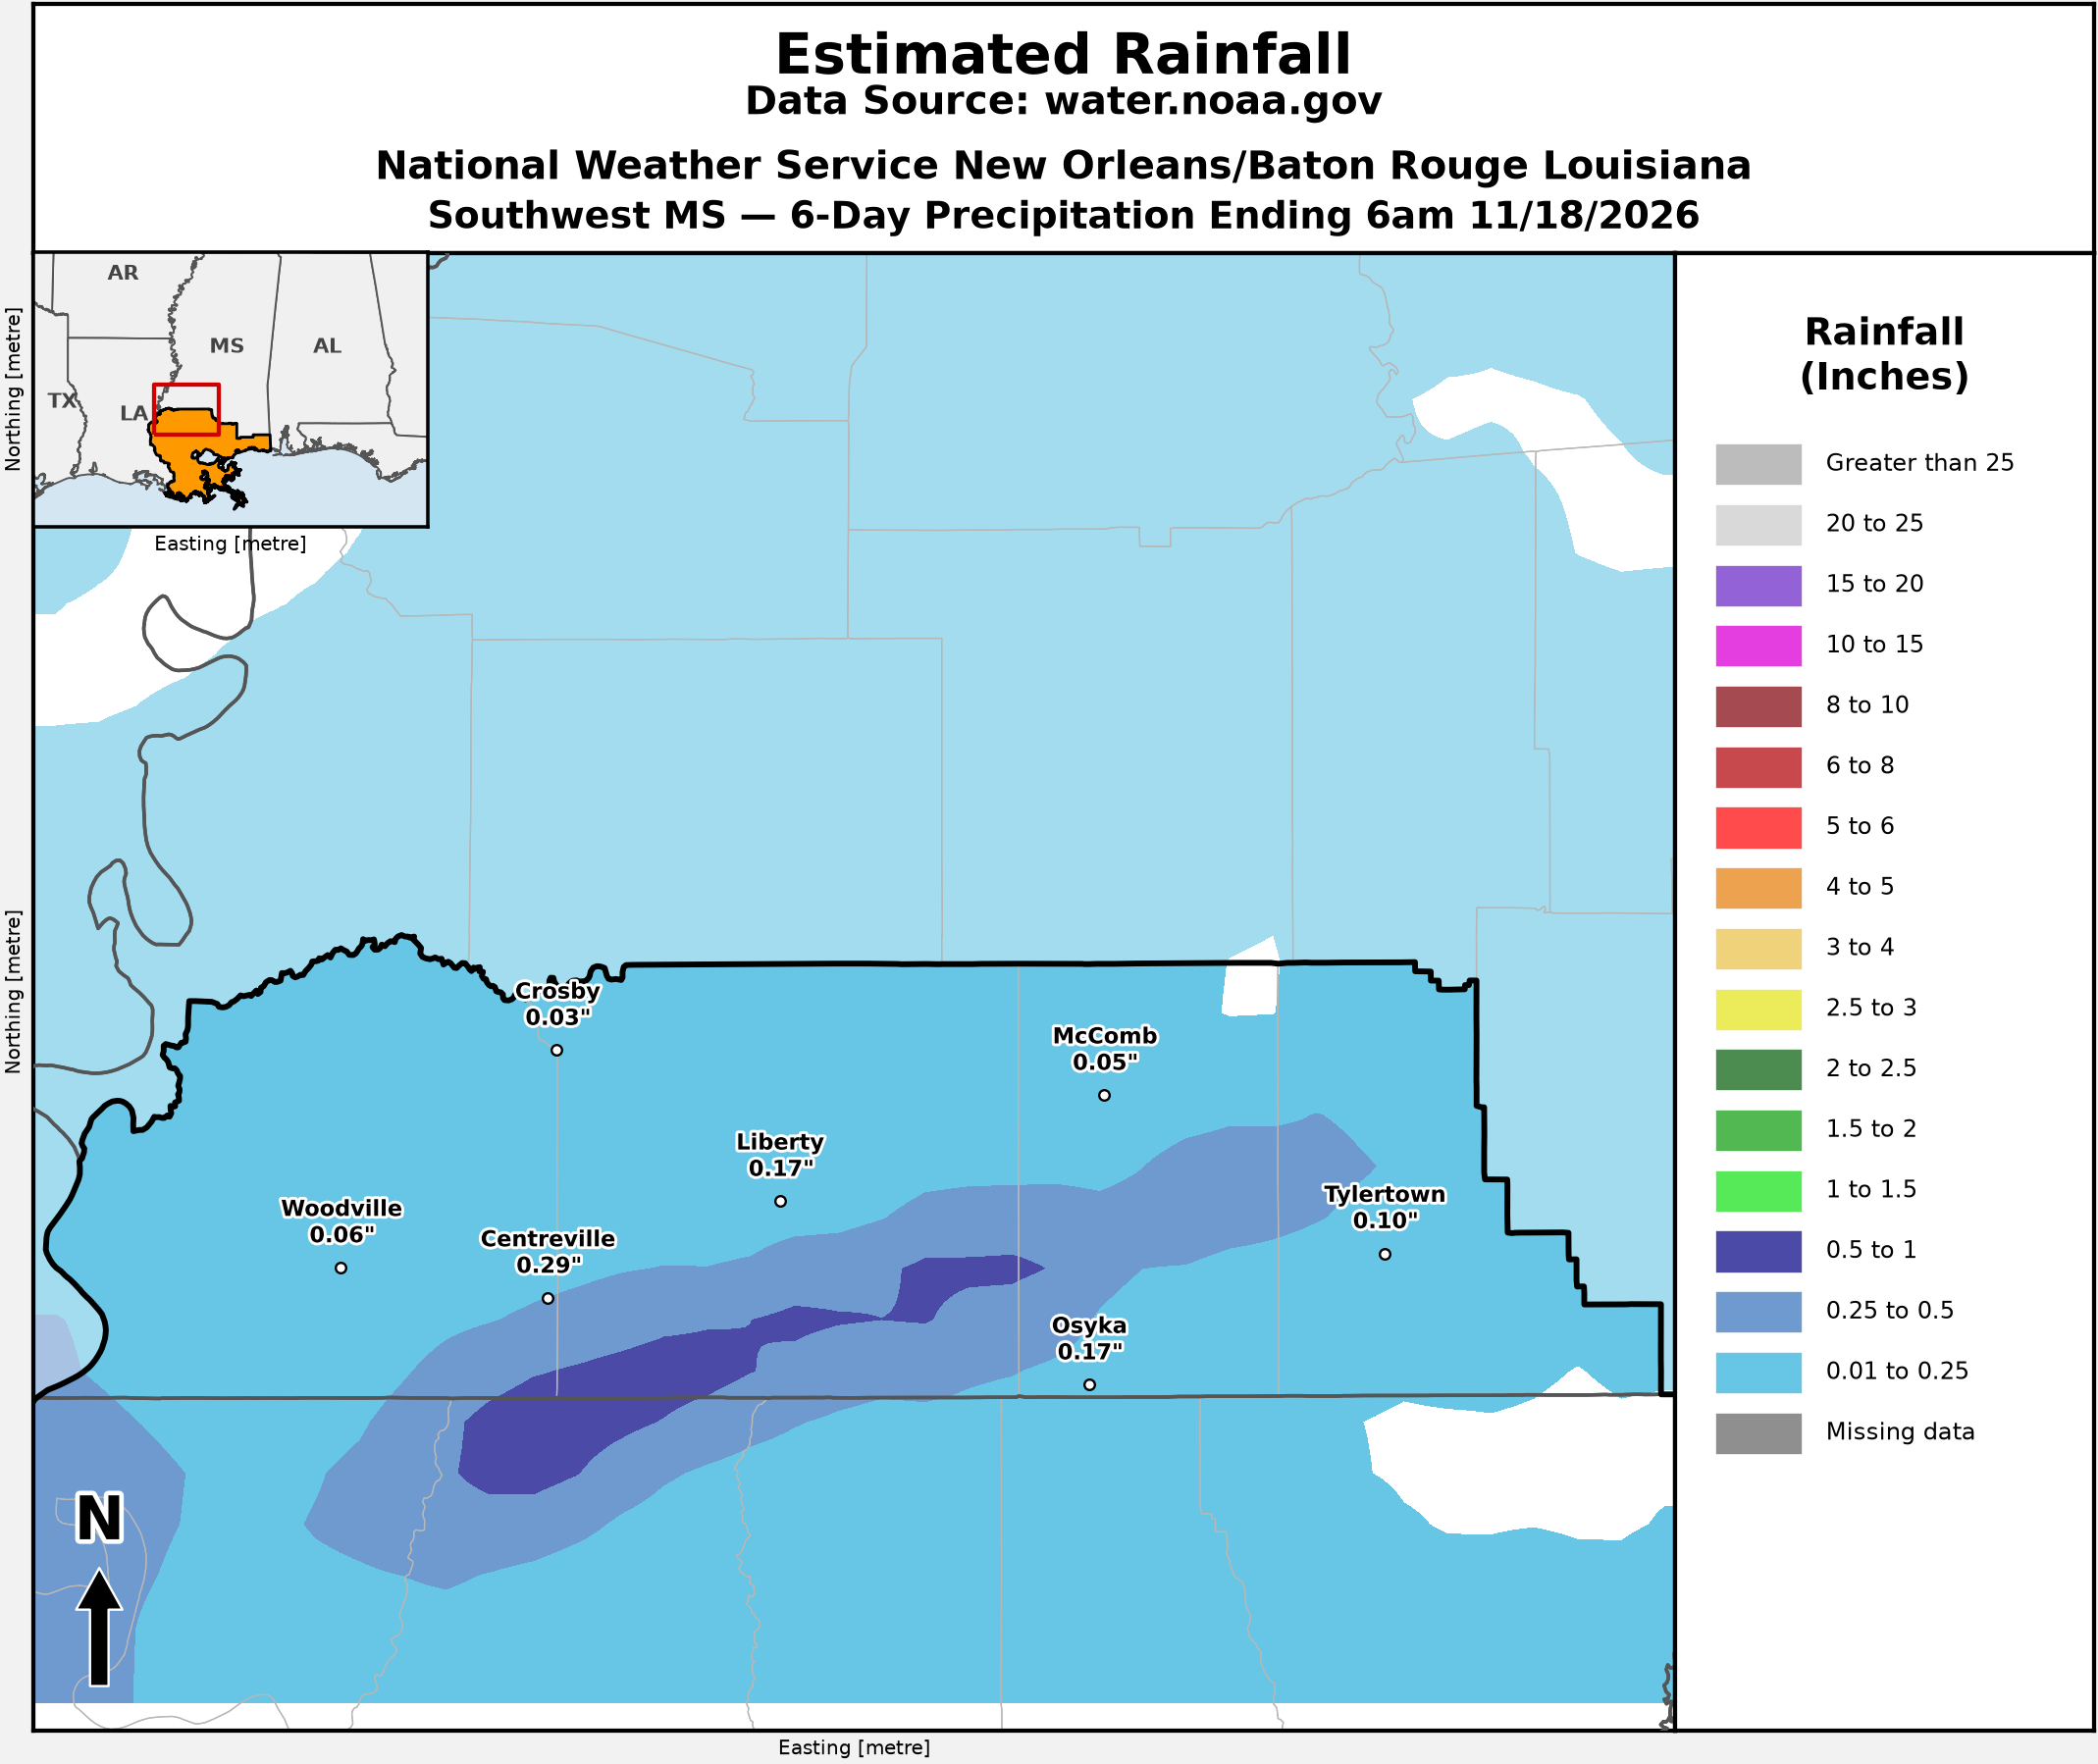 Estimated Rainfall
Data Source: water.noaa.gov
National Weather Service New Orleans/Baton Rouge Louisiana
Southwest MS — 6-Day Precipitation Ending 6am 11/18/2026
Northing [metre]
AR
MS
AL
TX
LA
Easting [metre]
Northing [metre]
Crosby
0.03"
McComb
0.05"
Liberty
0.17"
Woodville
0.06"
Centreville
0.29"
Tylertown
0.10"
Osyka
0.17"
N
Easting [metre]
Rainfall
(Inches)
Greater than 25
20 to 25
15 to 20
10 to 15
8 to 10
6 to 8
5 to 6
4 to 5
3 to 4
2.5 to 3
2 to 2.5
1.5 to 2
1 to 1.5
0.5 to 1
0.25 to 0.5
0.01 to 0.25
Missing data